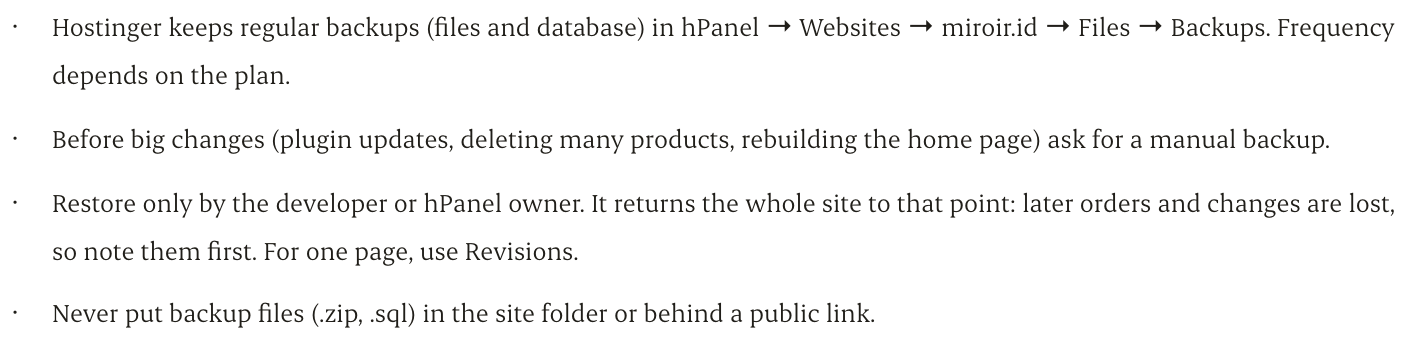 · Hostinger keeps regular backups (files and database) in hPanel → Websites → miroir.id → Files → Backups. Frequency
depends on the plan.
· Before big changes (plugin updates, deleting many products, rebuilding the home page) ask for a manual backup.
· Restore only by the developer or hPanel owner. It returns the whole site to that point: later orders and changes are lost,
so note them first. For one page, use Revisions.
· Never put backup files (.zip, .sql) in the site folder or behind a public link.